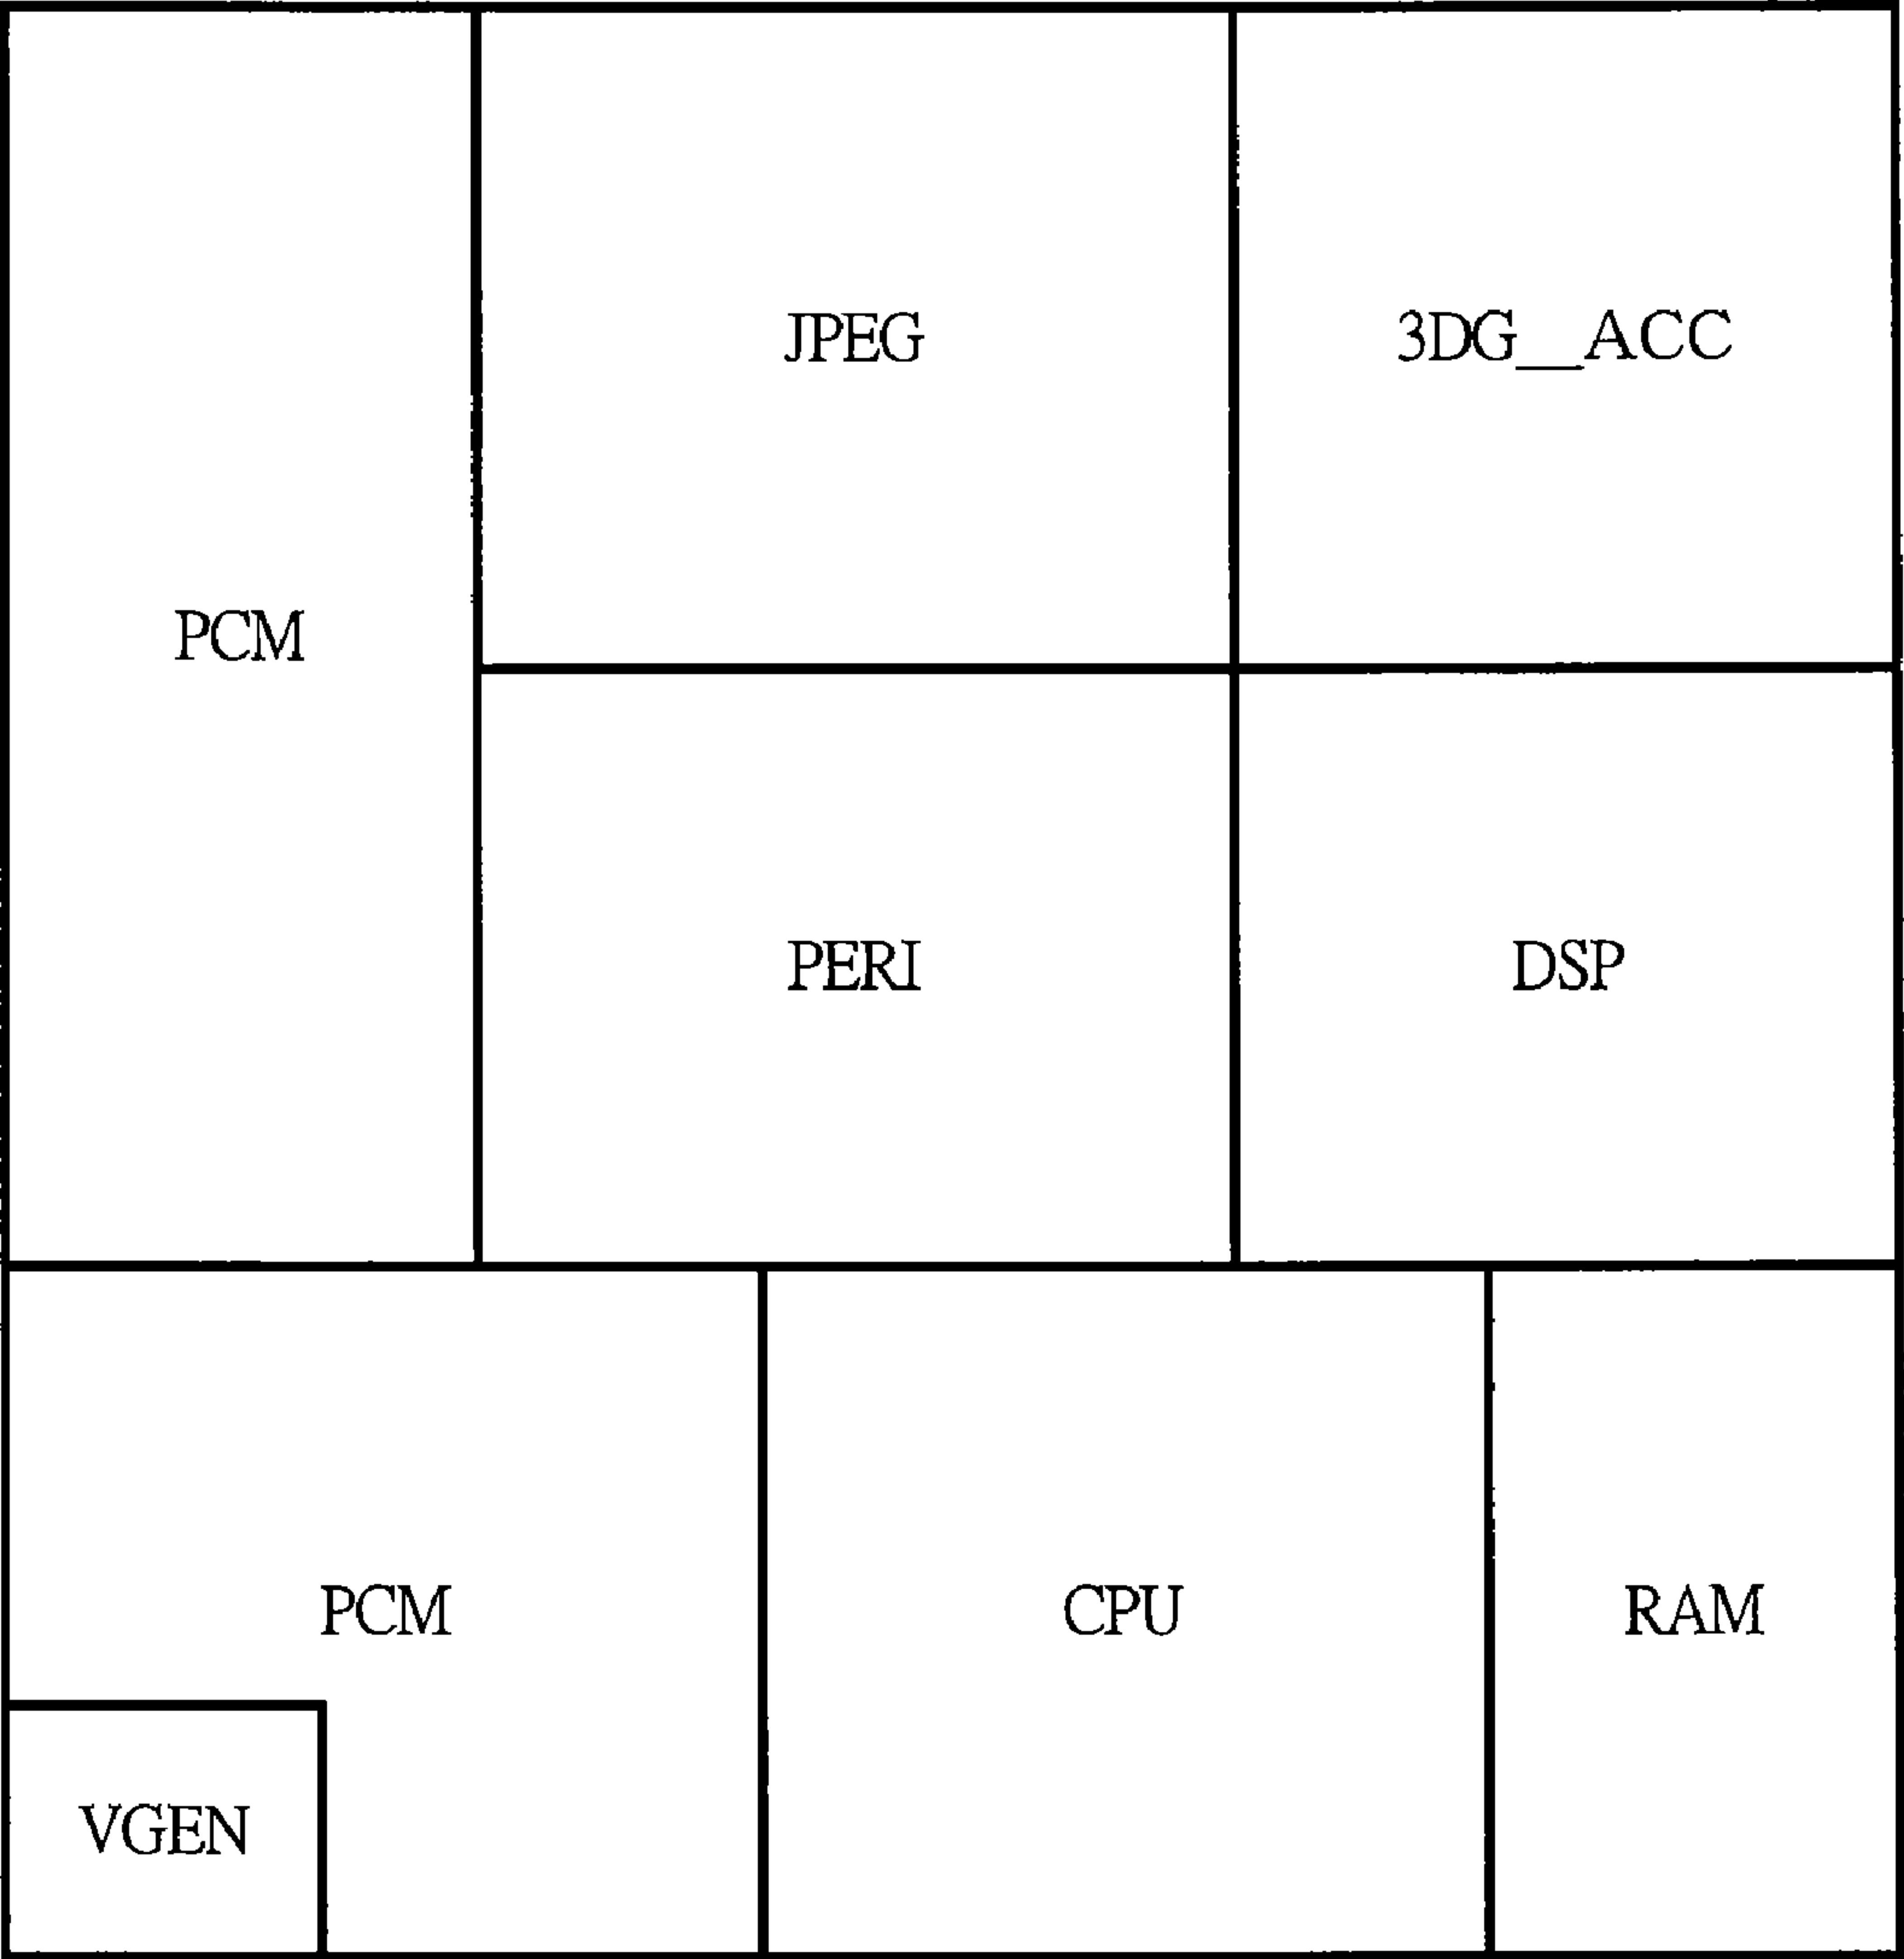 JPEG
3DG__ACC
PCM
PERI
DSP
PCM
CPU
RAM
VGEN